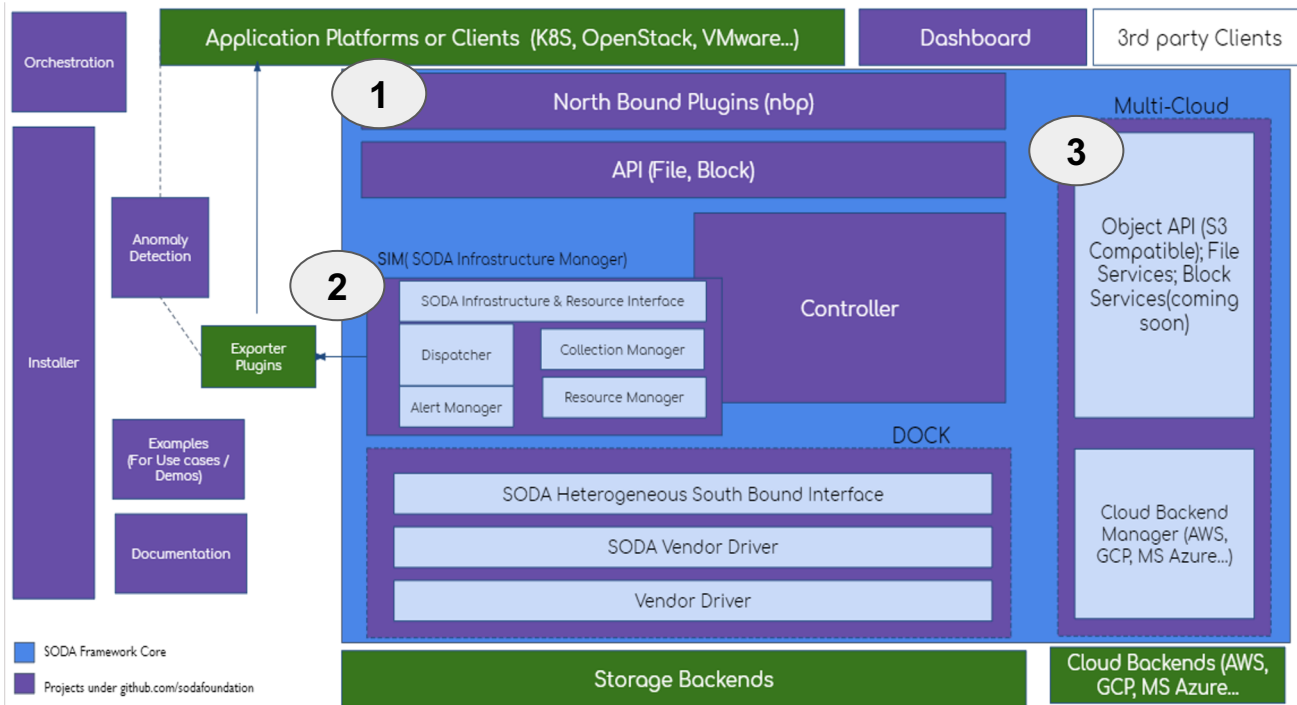 Application Platforms or Clients (K8S, OpenStack, VMware...)
Dashboard
3rd party Clients
Orchestration
1
North Bound Plugins (nbp)
Multi-Cloud
API (File, Block)
3
Object API (S3
Compatible); File
Services; Block
Services(coming
soon)
Anomaly
Detection
SIM( SODA Infrastructure Manager)
2
SODA Infrastructure & Resource Interface
Controller
Dispatcher
Collection Manager
Alert Manager
Resource Manager
Exporter
Plugins
Installer
Examples
(For Use cases /
Demos)
Documentation
DOCK
SODA Heterogeneous South Bound Interface
SODA Vendor Driver
Vendor Driver
Cloud Backend
Manager (AWS,
GCP, MS Azure...)
SODA Framework Core
Projects under github.com/sodafoundation
Storage Backends
Cloud Backends (AWS,
GCP, MS Azure...